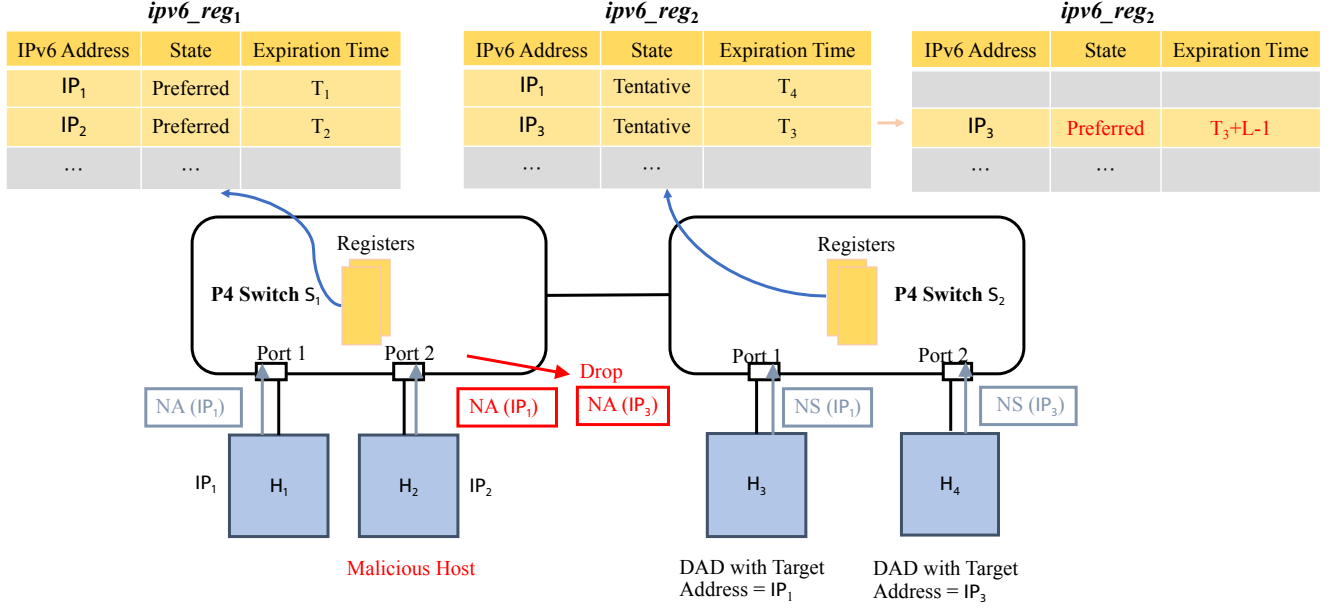 ipv6_reg₁
IPv6 Address State Expiration Time
IP₁ Preferred T₁
IP₂ Preferred T₂
... ...
ipv6_reg₂
IPv6 Address State Expiration Time
IP₁ Tentative T₄
IP₃ Tentative T₃
... ...
ipv6_reg₂
IPv6 Address State Expiration Time
IP₃ Preferred T₃+L-1
... ...
Registers
P4 Switch S₁
Port 1
Port 2
Registers
P4 Switch S₂
Port 1
Port 2
Drop
NA (IP₁)
NA (IP₁)
NA (IP₃)
NS (IP₁)
NS (IP₃)
IP₁
H₁
H₂
IP₂
H₃
H₄
Malicious Host
DAD with Target
Address = IP₁
DAD with Target
Address = IP₃